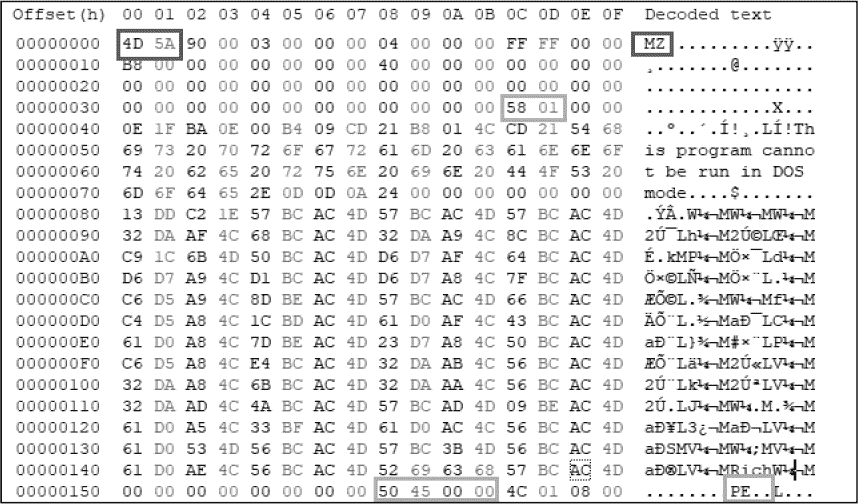 Offset(h) 00 01 02 03 04 05 06 07 08 09 0A 0B 0C 0D 0E 0F Decoded text
00000000 4D 5A 90 00 03 00 00 00 04 00 00 00 FF FF 00 00 MZ..........ÿÿ..
00000010 B8 00 00 00 00 00 00 00 40 00 00 00 00 00 00 00 ¸.......@.......
00000020 00 00 00 00 00 00 00 00 00 00 00 00 00 00 00 00 ................
00000030 00 00 00 00 00 00 00 00 00 00 00 00 58 01 00 00 ............X...
00000040 0E 1F BA 0E 00 B4 09 CD 21 B8 01 4C CD 21 54 68 ..º..´.Í!¸.LÍ!Th
00000050 69 73 20 70 72 6F 67 72 61 6D 20 63 61 6E 6E 6F is program canno
00000060 74 20 62 65 20 72 75 6E 20 69 6E 20 44 4F 53 20 t be run in DOS
00000070 6D 6F 64 65 2E 0D 0D 0A 24 00 00 00 00 00 00 00 mode....$.......
00000080 13 DD C2 1E 57 BC AC 4D 57 BC AC 4D 57 BC AC 4D .ÝÂ.W¼¬MW¼¬MW¼¬M
00000090 32 DA AF 4C 68 BC AC 4D 32 DA A9 4C 8C BC AC 4D 2Ú¯Lh¼¬M2Ú©LŒ¼¬M
000000A0 C9 1C 6B 4D 50 BC AC 4D D6 D7 AF 4C 64 BC AC 4D É.kMP¼¬MÖ×¯Ld¼¬M
000000B0 D6 D7 A9 4C D1 BC AC 4D D6 D7 A8 4C 7F BC AC 4D Ö×©LÑ¼¬MÖ×¨L.¼¬M
000000C0 C6 D5 A9 4C 8D BE AC 4D 57 BC AC 4D 66 BC AC 4D ÆÕ©L.¾¬MW¼¬Mf¼¬M
000000D0 C4 D5 A8 4C 1C BD AC 4D 61 D0 AF 4C 43 BC AC 4D ÄÕ¨L.½¬MaÐ¯LC¼¬M
000000E0 61 D0 A8 4C 7D BE AC 4D 23 D7 A8 4C 50 BC AC 4D aÐ¨L}¾¬M#×¨LP¼¬M
000000F0 C6 D5 A8 4C E4 BC AC 4D 32 DA AB 4C 56 BC AC 4D ÆÕ¨Lä¼¬M2Ú«LV¼¬M
00000100 32 DA A8 4C 6B BC AC 4D 32 DA AA 4C 56 BC AC 4D 2Ú¨Lk¼¬M2ÚªLV¼¬M
00000110 32 DA AD 4C 4A BC AC 4D 57 BC AD 4D 09 BE AC 4D 2Ú.LJ¼¬MW¼.M.¾¬M
00000120 61 D0 A5 4C 33 BF AC 4D 61 D0 AC 4C 56 BC AC 4D aÐ¥L3¿¬MaÐ¬LV¼¬M
00000130 61 D0 53 4D 56 BC AC 4D 57 BC 3B 4D 56 BC AC 4D aÐSMV¼¬MW¼;MV¼¬M
00000140 61 D0 AE 4C 56 BC AC 4D 52 69 63 68 57 BC AC 4D aÐ®LV¼¬MRichW¼¬M
00000150 00 00 00 00 00 00 00 00 50 45 00 00 4C 01 08 00 ........PE..L...